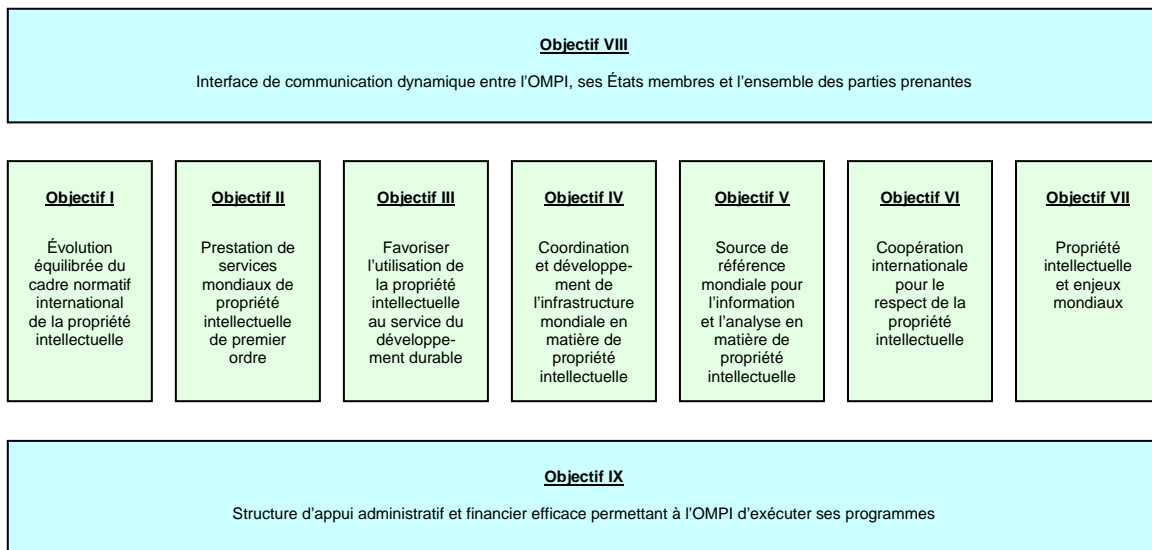 Objectif VIII
Interface de communication dynamique entre l'OMPI, ses États membres et l'ensemble des parties prenantes
Objectif I
Évolution
équilibrée du
cadre normatif
international
de la propriété
intellectuelle
Objectif II
Prestation de
services
mondiaux de
propriété
intellectuelle
de premier
ordre
Objectif III
Favoriser
l'utilisation de
la propriété
intellectuelle
au service du
développe-
ment durable
Objectif IV
Coordination
et développe-
ment de
l'infrastructure
mondiale en
matière de
propriété
intellectuelle
Objectif V
Source de
référence
mondiale pour
l'information
et l'analyse en
matière de
propriété
intellectuelle
Objectif VI
Coopération
internationale
pour le
respect de la
propriété
intellectuelle
Objectif VII
Propriété
intellectuelle
et enjeux
mondiaux
Objectif IX
Structure d'appui administratif et financier efficace permettant à l'OMPI d'exécuter ses programmes